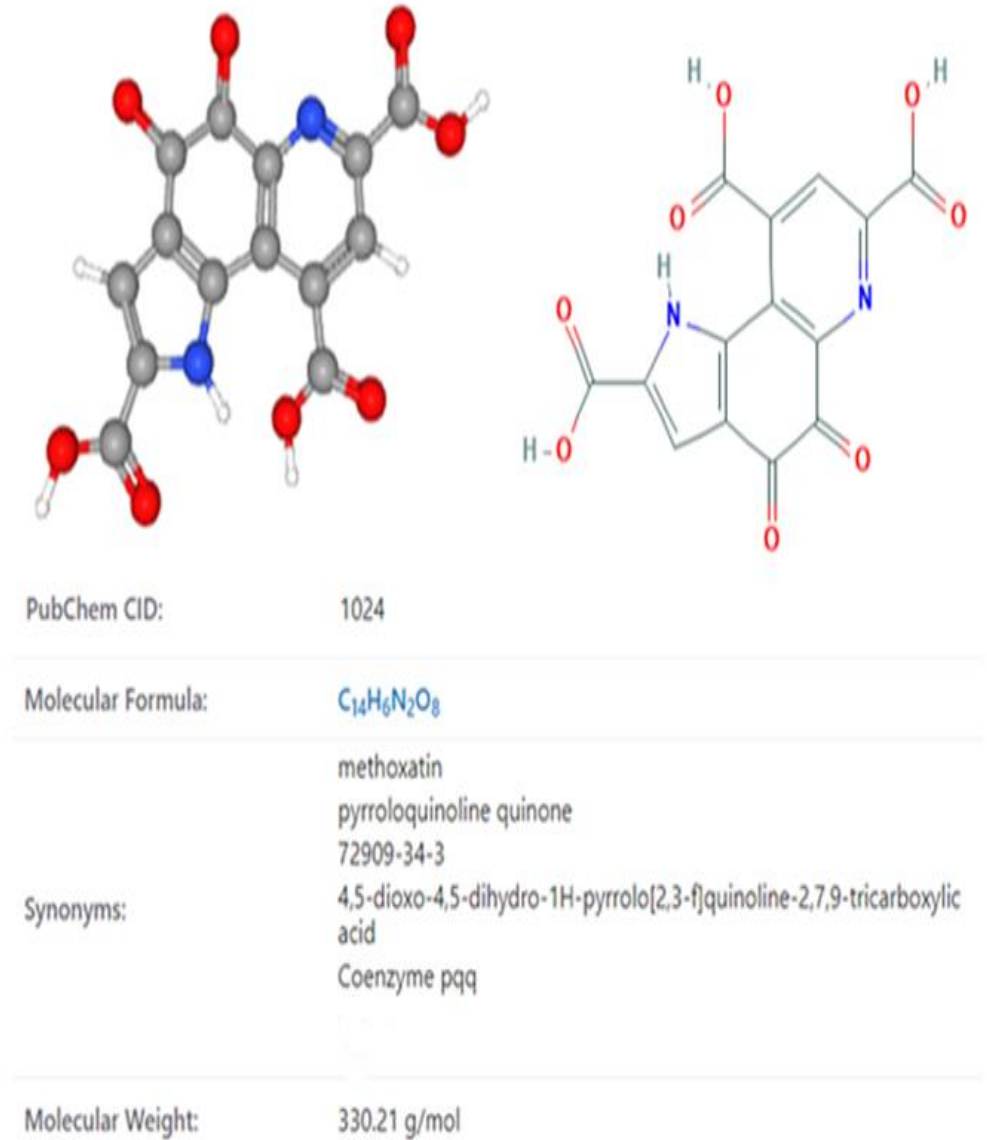 H
O
O
H
O
O
H
N
N
O
H-O
O
O
PubChem CID: 1024
Molecular Formula: C₁₄H₆N₂O₈
methoxatin
pyrroloquinoline quinone
72909-34-3
Synonyms: 4,5-dioxo-4,5-dihydro-1H-pyrrolo[2,3-f]quinoline-2,7,9-tricarboxylic
acid
Coenzyme pqq
Molecular Weight: 330.21 g/mol